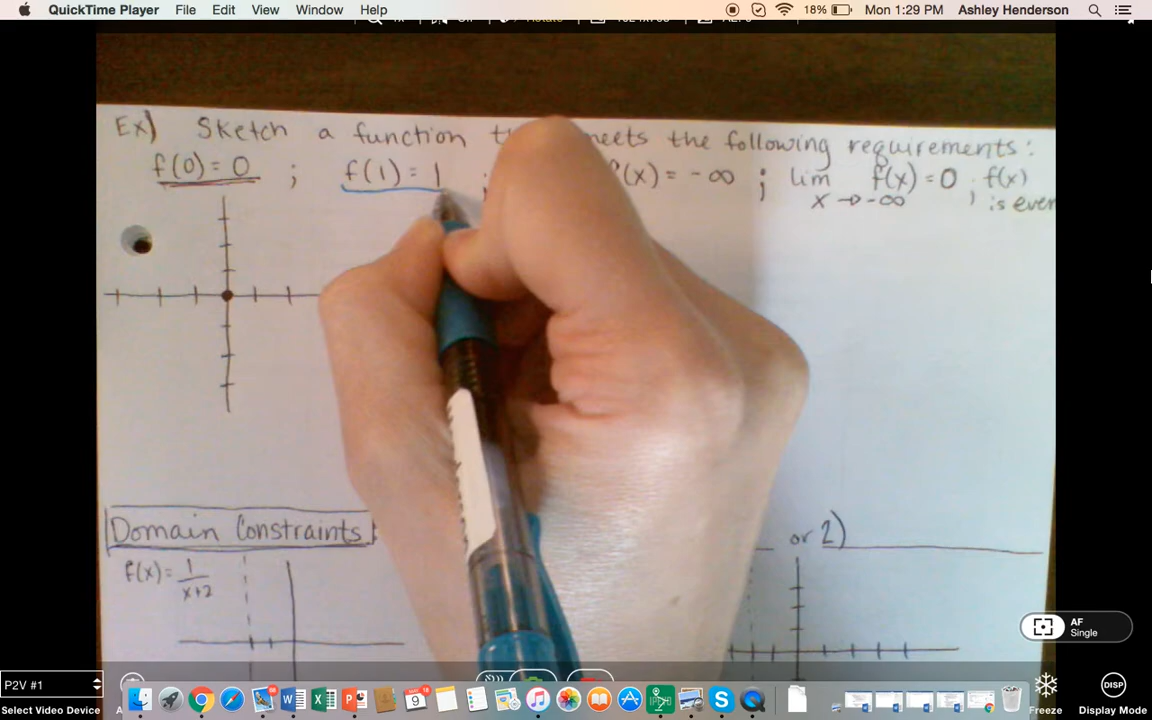 QuickTime Player File Edit View Window Help 18% Mon 1:29 PM Ashley Henderson
Ex) Sketch a function the following requirements:
f(0) = 0 ; f(1) = 1 ; f(x) = -∞ ; lim f(x) = 0 , f(x)
x → -∞ is even
Domain Constraints
or 2)
f(x) = 1/(x+2)
AF
Single
P2V #1
Select Video Device
Freeze
DISP
Display Mode